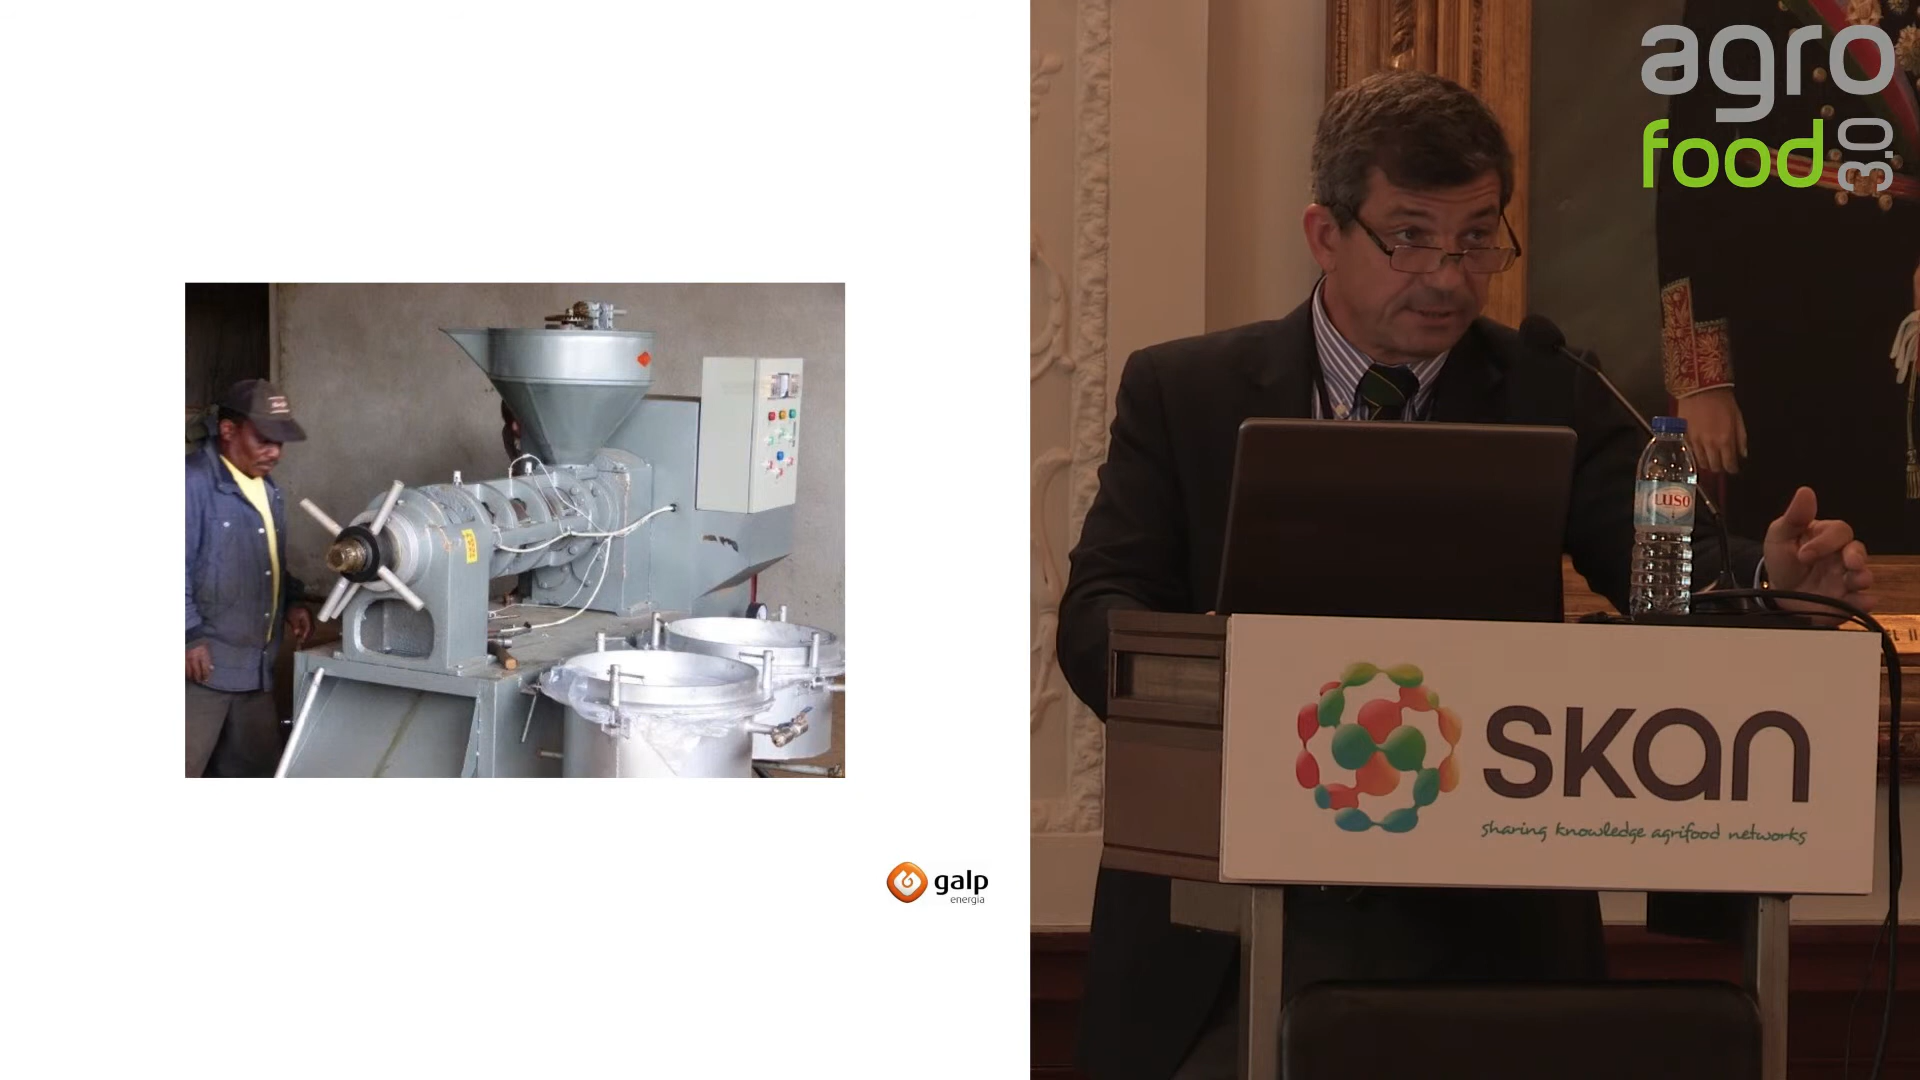 galp
energia
agro
food 3.0
LUSO
SKAN
sharing knowledge agrifood networks